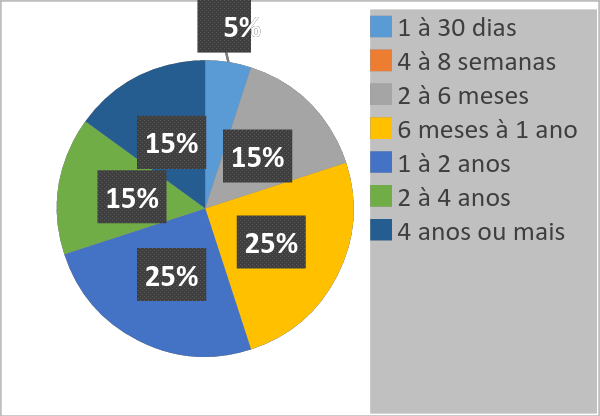 5%
15%
15%
15%
25%
25%
1 à 30 dias
4 à 8 semanas
2 à 6 meses
6 meses à 1 ano
1 à 2 anos
2 à 4 anos
4 anos ou mais